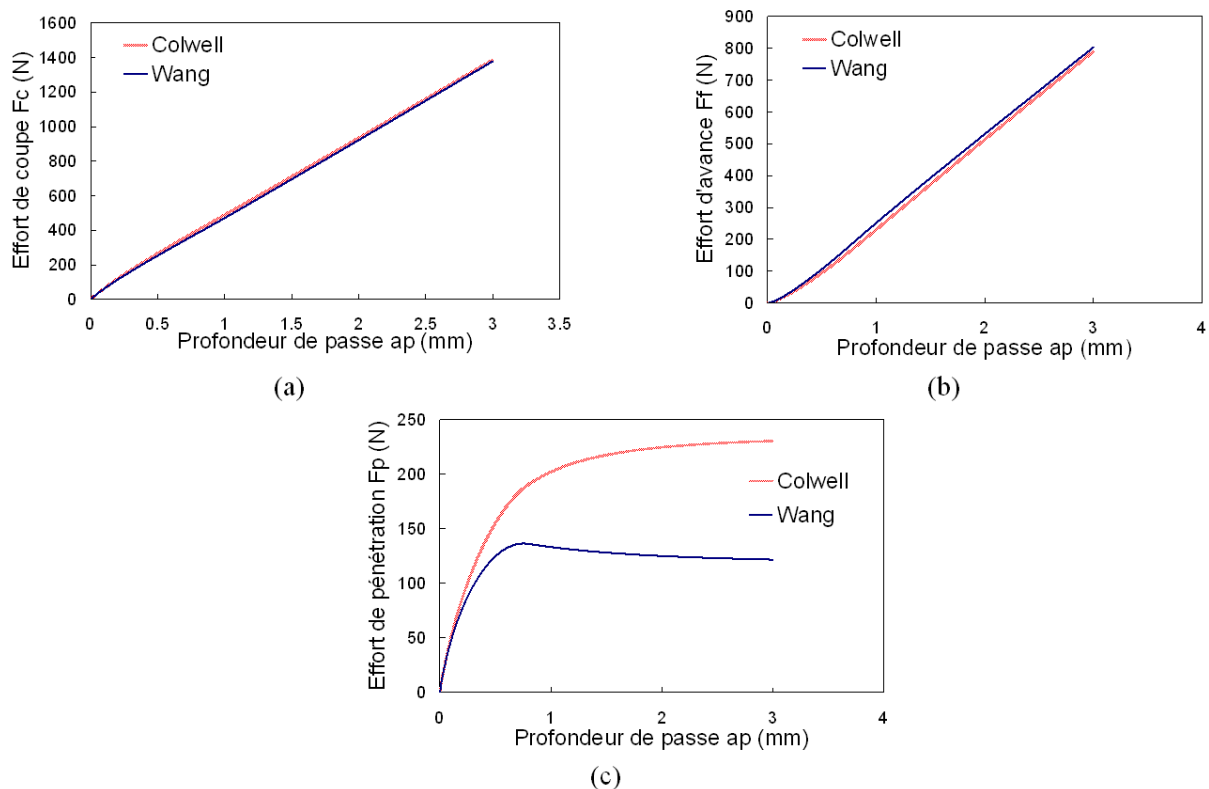 Effort de coupe Fc (N)
1600
1400
1200
1000
800
600
400
200
0
Colwell
Wang
0
0.5
1
1.5
2
2.5
3
3.5
Profondeur de passe ap (mm)
(a)
Effort d'avance Ff (N)
900
800
700
600
500
400
300
200
100
0
Colwell
Wang
0
1
2
3
4
Profondeur de passe ap (mm)
(b)
Effort de pénétration Fp (N)
250
200
150
100
50
0
Colwell
Wang
0
1
2
3
4
Profondeur de passe ap (mm)
(c)